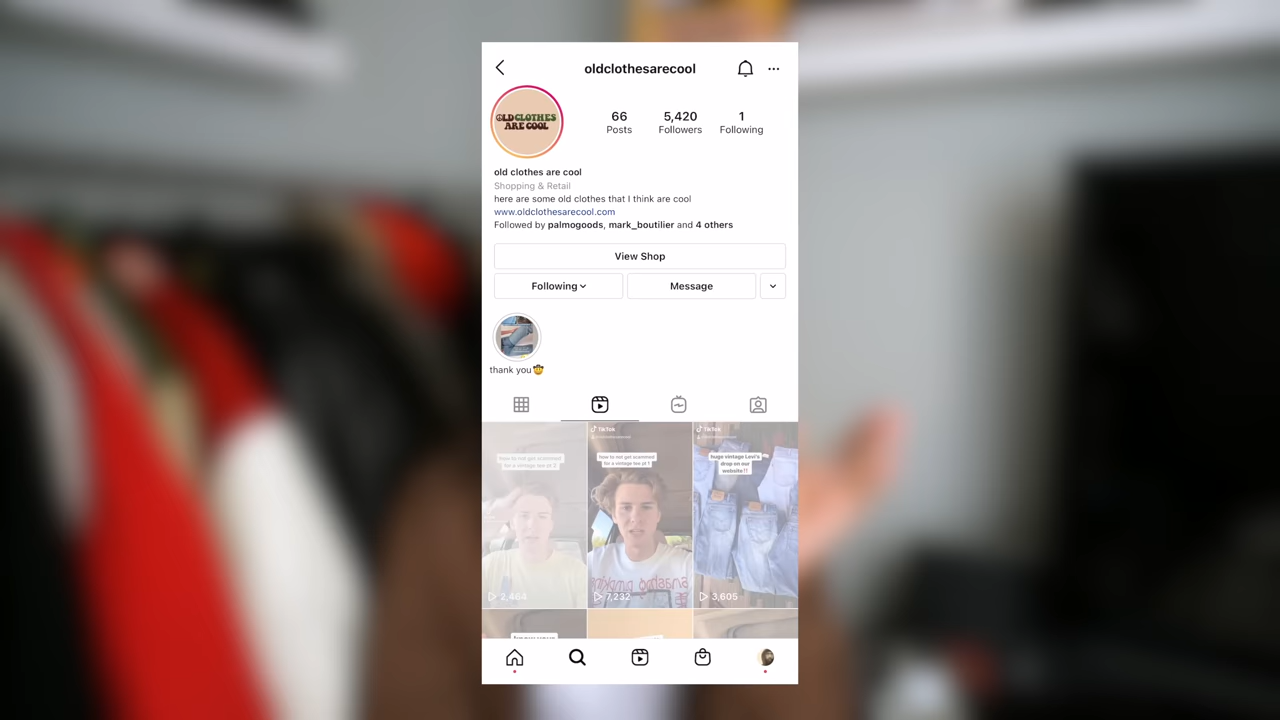 oldclothesarecool
OLD CLOTHES
ARE COOL
66
Posts
5,420
Followers
1
Following
old clothes are cool
Shopping & Retail
here are some old clothes that I think are cool
www.oldclothesarecool.com
Followed by palmogoods, mark_boutilier and 4 others
View Shop
Following
Message
thank you🤠
how to not get scammed
for a vintage tee pt 2
2,464
TikTok
how to not get scammed
for a vintage tee pt 1
7,232
TikTok
huge vintage Levi's
drop on our
website !!
3,605